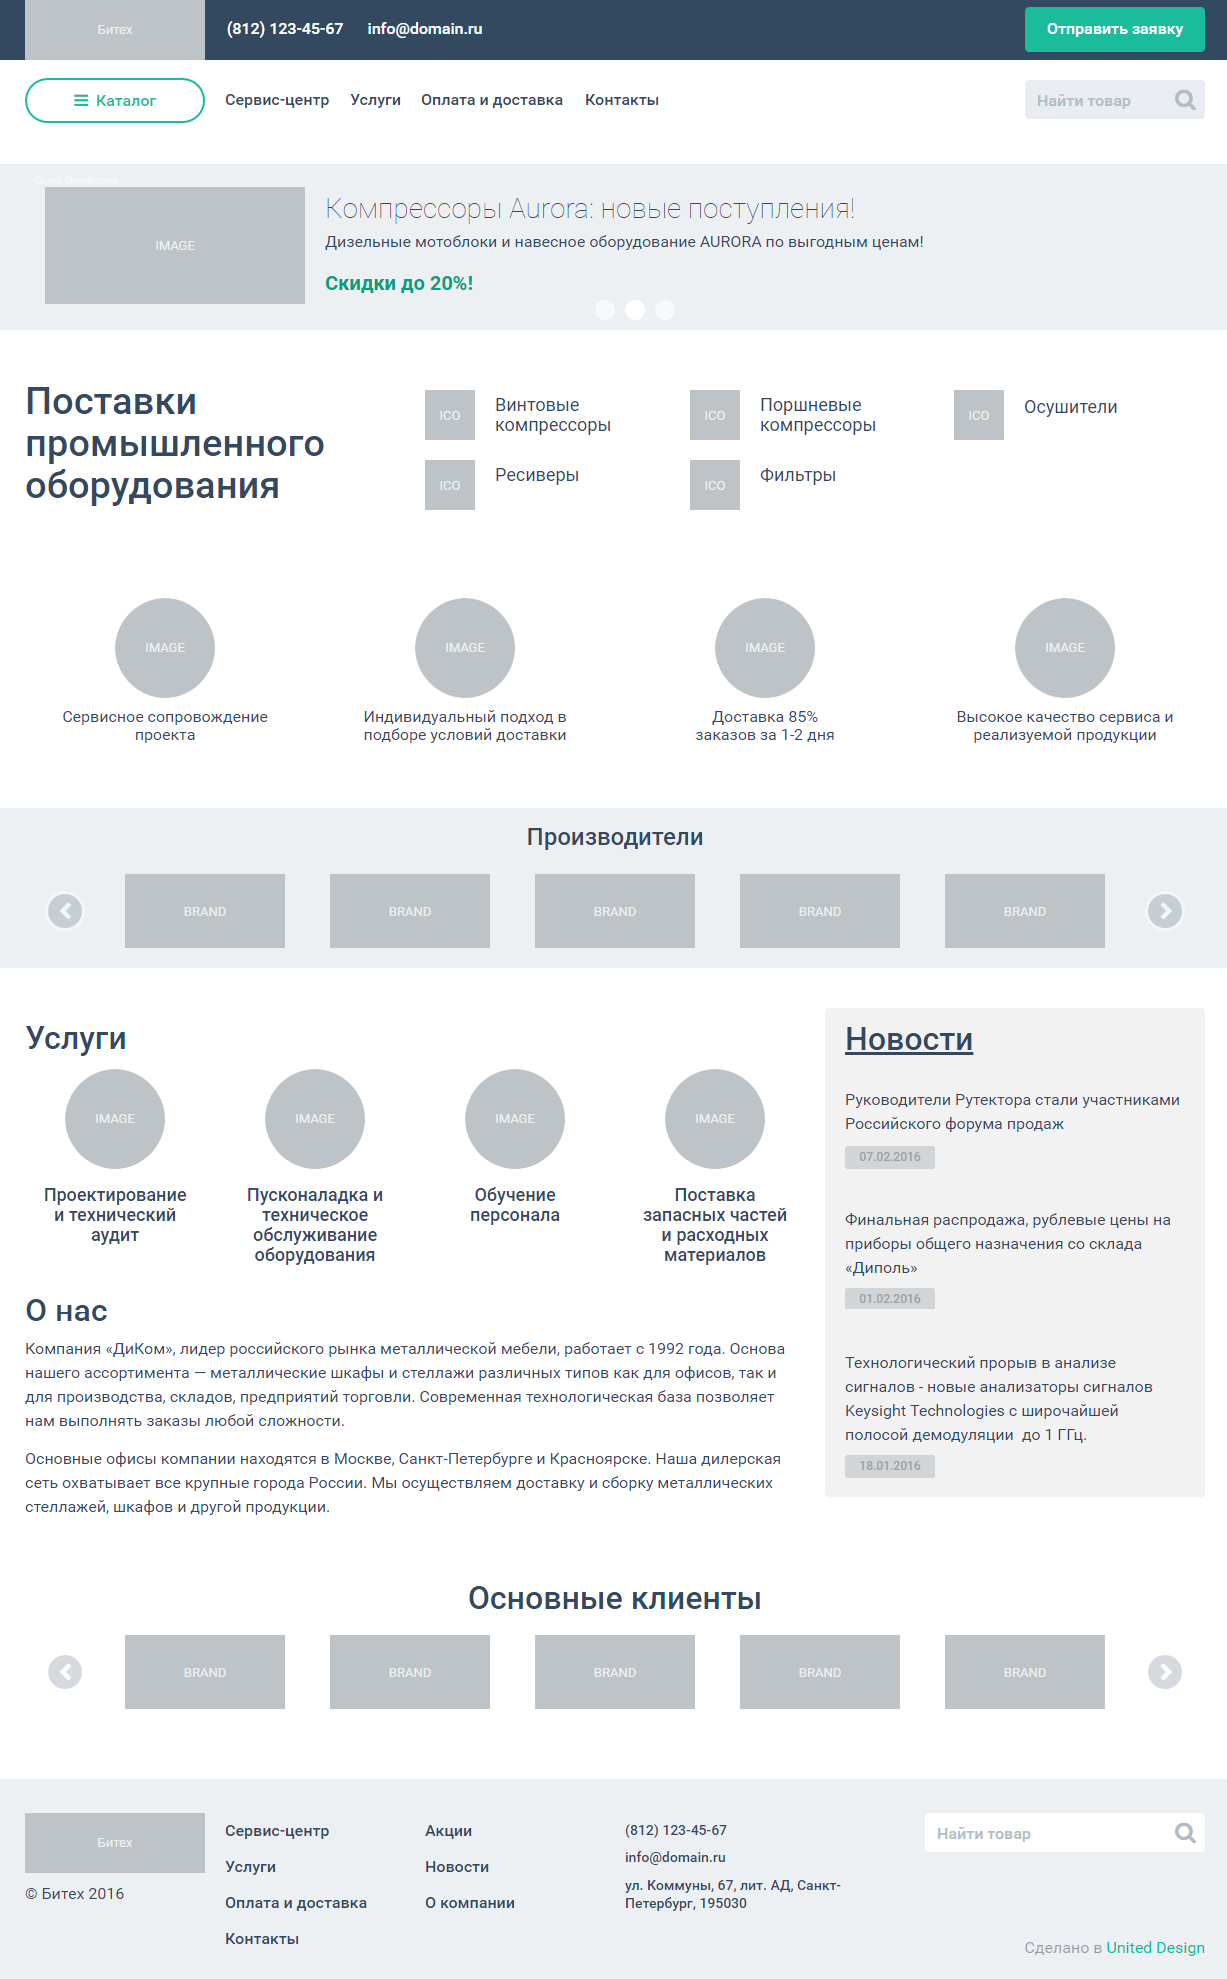 Битех
(812) 123-45-67
info@domain.ru
Отправить заявку
Каталог
Сервис-центр
Услуги
Оплата и доставка
Контакты
Найти товар
IMAGE
Компрессоры Aurora: новые поступления!
Дизельные мотоблоки и навесное оборудование AURORA по выгодным ценам!
Скидки до 20%!
Поставки
промышленного
оборудования
ICO
Винтовые
компрессоры
ICO
Поршневые
компрессоры
ICO
Осушители
ICO
Ресиверы
ICO
Фильтры
IMAGE
Сервисное сопровождение
проекта
IMAGE
Индивидуальный подход в
подборе условий доставки
IMAGE
Доставка 85%
заказов за 1-2 дня
IMAGE
Высокое качество сервиса и
реализуемой продукции
Производители
BRAND
BRAND
BRAND
BRAND
BRAND
Услуги
IMAGE
Проектирование
и технический
аудит
IMAGE
Пусконаладка и
техническое
обслуживание
оборудования
IMAGE
Обучение
персонала
IMAGE
Поставка
запасных частей
и расходных
материалов
О нас
Компания «ДиКом», лидер российского рынка металлической мебели, работает с 1992 года. Основа
нашего ассортимента — металлические шкафы и стеллажи различных типов как для офисов, так и
для производства, складов, предприятий торговли. Современная технологическая база позволяет
нам выполнять заказы любой сложности.
Основные офисы компании находятся в Москве, Санкт-Петербурге и Красноярске. Наша дилерская
сеть охватывает все крупные города России. Мы осуществляем доставку и сборку металлических
стеллажей, шкафов и другой продукции.
Новости
Руководители Рутектора стали участниками
Российского форума продаж
07.02.2016
Финальная распродажа, рублевые цены на
приборы общего назначения со склада
«Диполь»
01.02.2016
Технологический прорыв в анализе
сигналов - новые анализаторы сигналов
Keysight Technologies с широчайшей
полосой демодуляции до 1 ГГц.
18.01.2016
Основные клиенты
BRAND
BRAND
BRAND
BRAND
BRAND
Битех
© Битех 2016
Сервис-центр
Услуги
Оплата и доставка
Контакты
Акции
Новости
О компании
(812) 123-45-67
info@domain.ru
ул. Коммуны, 67, лит. АД, Санкт-
Петербург, 195030
Найти товар
Сделано в United Design